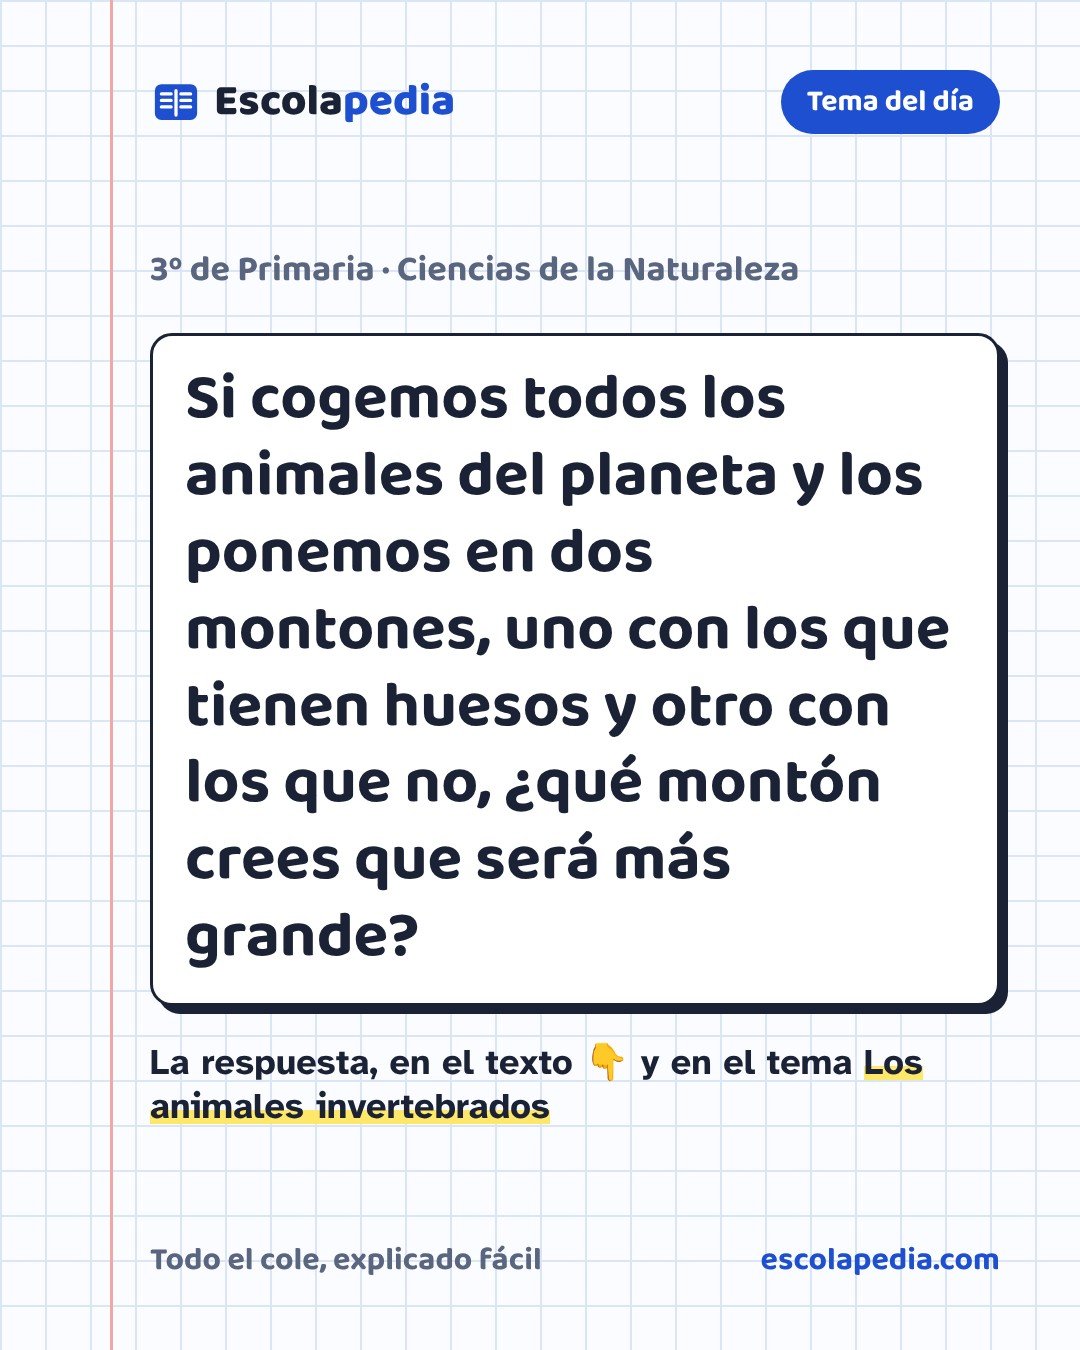 Escolapedia
Tema del día
3º de Primaria · Ciencias de la Naturaleza
Si cogemos todos los
animales del planeta y los
ponemos en dos
montones, uno con los que
tienen huesos y otro con
los que no, ¿qué montón
crees que será más
grande?
La respuesta, en el texto 👇 y en el tema Los
animales invertebrados
Todo el cole, explicado fácil
escolapedia.com